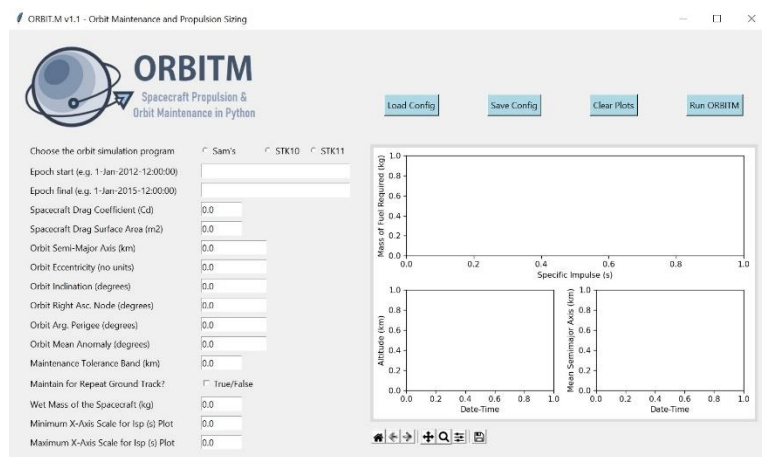 ORBIT.M v1.1 - Orbit Maintenance and Propulsion Sizing
ORBITM
Spacecraft Propulsion &
Orbit Maintenance in Python
Load Config Save Config Clear Plots Run ORBITM
Choose the orbit simulation program Sam's STK10 STK11
Epoch start (e.g. 1-Jan-2012-12:00:00)
Epoch final (e.g. 1-Jan-2015-12:00:00)
Spacecraft Drag Coefficient (Cd) 0.0
Spacecraft Drag Surface Area (m2) 0.0
Orbit Semi-Major Axis (km) 0.0
Orbit Eccentricity (no units) 0.0
Orbit Inclination (degrees) 0.0
Orbit Right Asc. Node (degrees) 0.0
Orbit Arg. Perigee (degrees) 0.0
Orbit Mean Anomaly (degrees) 0.0
Maintenance Tolerance Band (km) 0.0
Maintain for Repeat Ground Track? True/False
Wet Mass of the Spacecraft (kg) 0.0
Minimum X-Axis Scale for Isp (s) Plot 0.0
Maximum X-Axis Scale for Isp (s) Plot 0.0
Mass of Fuel Required (kg)
1.0
0.8
0.6
0.4
0.2
0.0
0.0 0.2 0.4 0.6 0.8 1.0
Specific Impulse (s)
Altitude (km)
1.0
0.8
0.6
0.4
0.2
0.0
0.0 0.2 0.4 0.6 0.8 1.0
Date-Time
Mean Semimajor Axis (km)
1.0
0.8
0.6
0.4
0.2
0.0
0.0 0.2 0.4 0.6 0.8 1.0
Date-Time